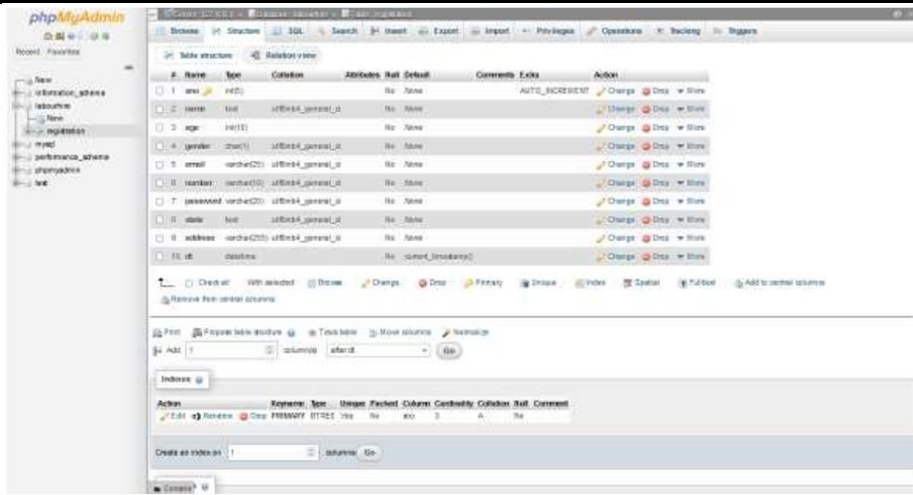 phpMyAdmin
Recent Favorites
New
information_schema
labourhire
New
registration
mysql
performance_schema
phpmyadmin
test
Browse Structure SQL Search Insert Export Import Privileges Operations Tracking Triggers
Table structure Relation view
# Name Type Collation Attributes Null Default Comments Extra Action
1 sno int(5) No None AUTO_INCREMENT Change Drop More
2 name text utf8mb4_general_ci No None Change Drop More
3 age int(10) No None Change Drop More
4 gender char(1) utf8mb4_general_ci No None Change Drop More
5 email varchar(25) utf8mb4_general_ci No None Change Drop More
6 number varchar(10) utf8mb4_general_ci No None Change Drop More
7 password varchar(20) utf8mb4_general_ci No None Change Drop More
8 state text utf8mb4_general_ci No None Change Drop More
9 address varchar(255) utf8mb4_general_ci No None Change Drop More
10 dt datetime No current_timestamp() Change Drop More
Check all With selected: Browse Change Drop Primary Unique Index Spatial Fulltext Add to central columns
Remove from central columns
Print Propose table structure Track table Move columns Normalize
Add 1 column(s) after dt Go
Indexes
Action Keyname Type Unique Packed Column Cardinality Collation Null Comment
Edit Rename Drop PRIMARY BTREE Yes No sno 3 A No
Create an index on 1 columns Go
Console